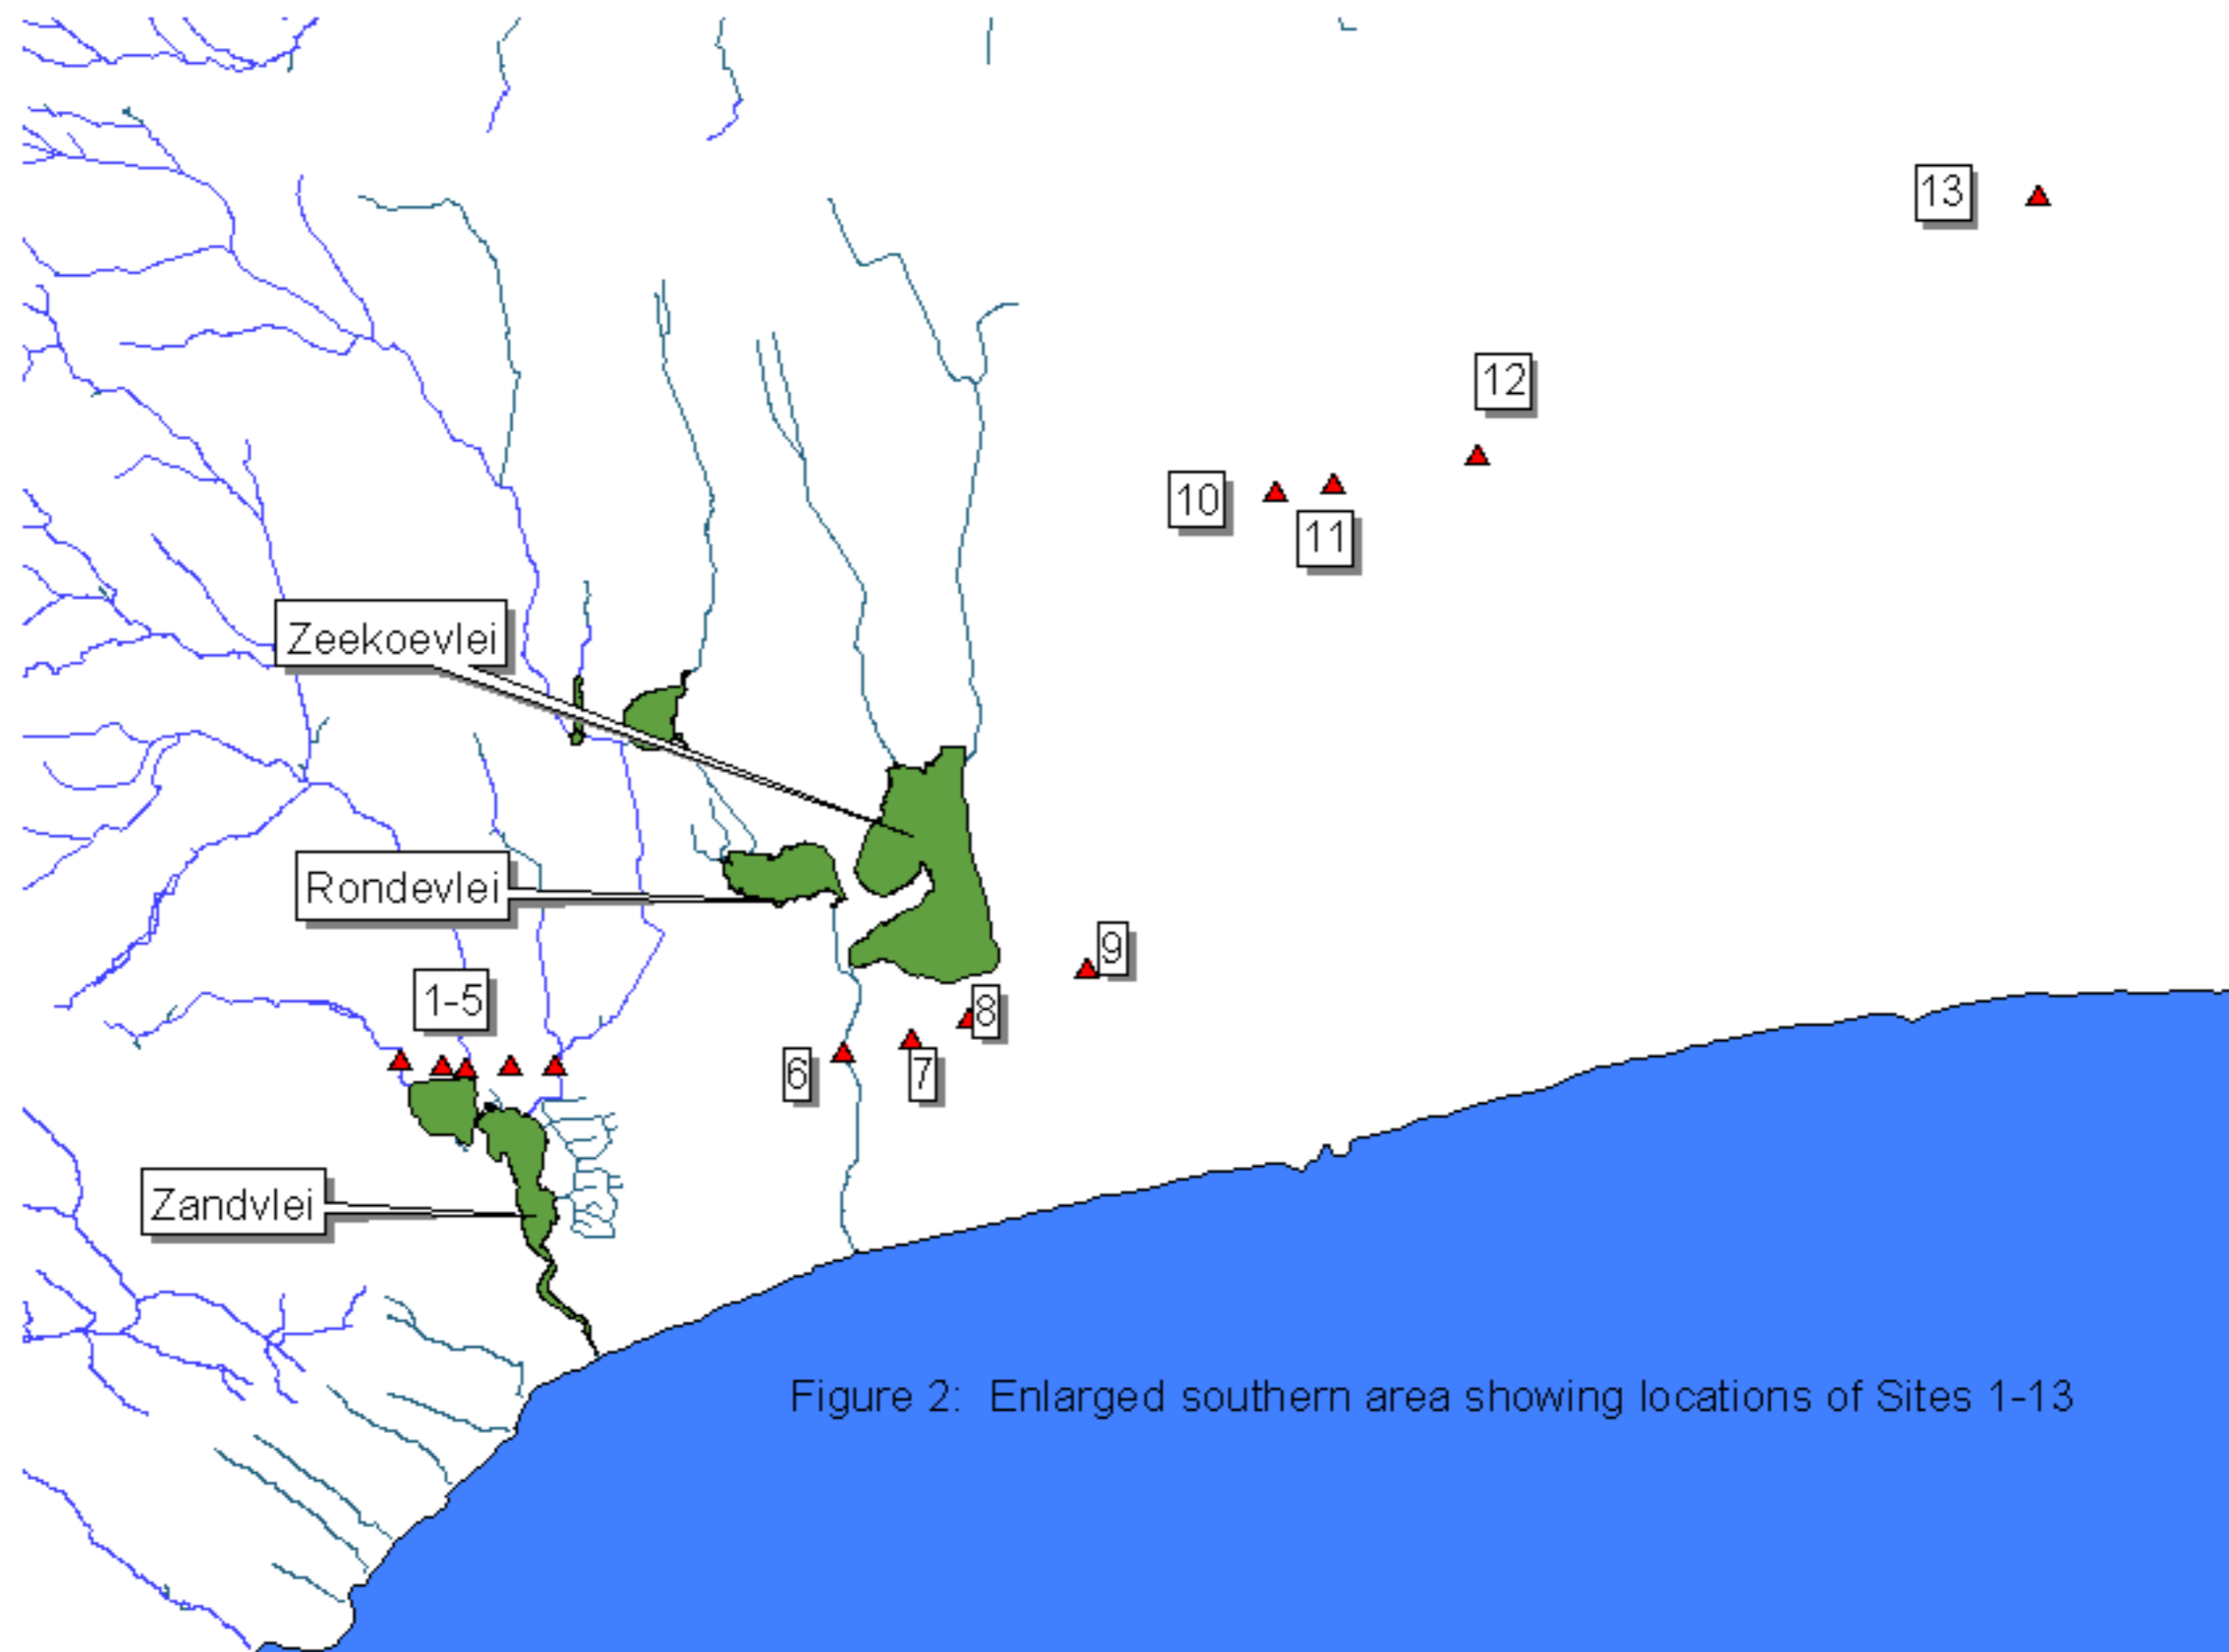 13
12
10
11
Zeekoevlei
Rondevlei
9
1-5
8
6
7
Zandvlei
Figure 2: Enlarged southern area showing locations of Sites 1-13